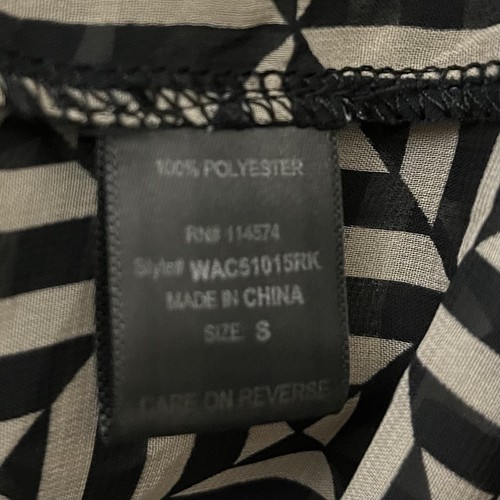 100% POLYESTER
RN# 114574
Style# WAC51015RK
MADE IN CHINA
SIZE: S
CARE ON REVERSE